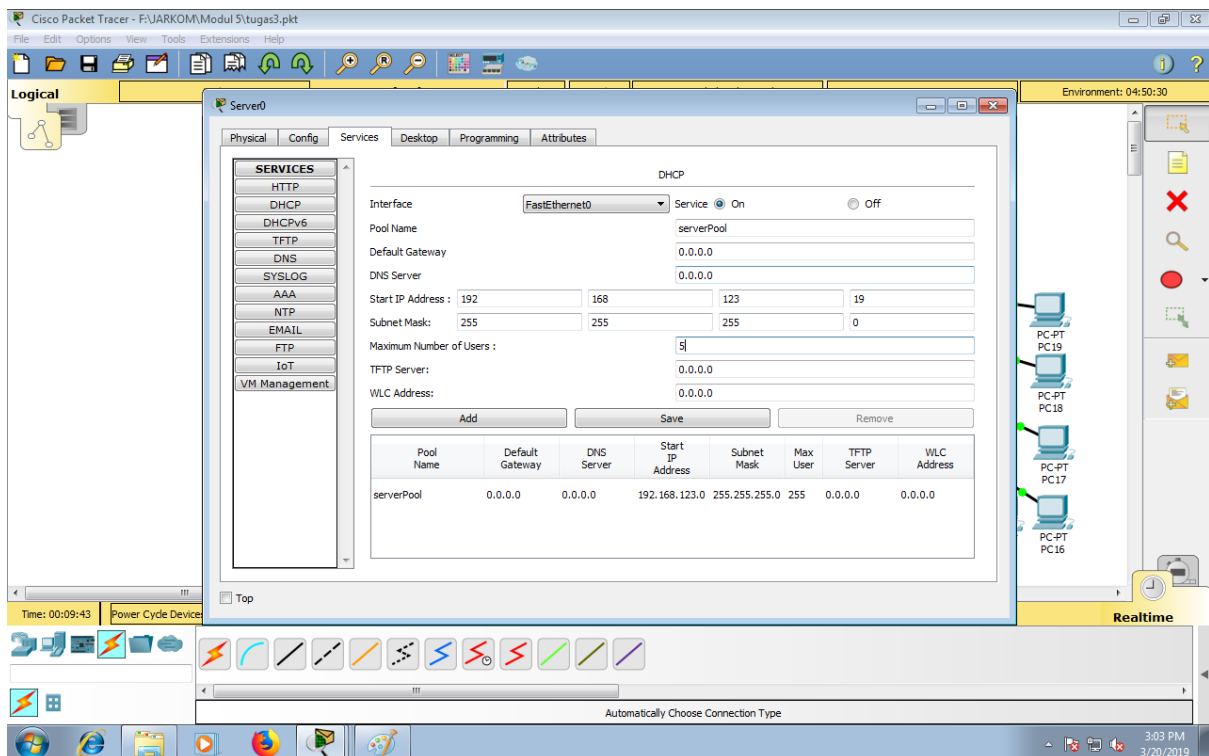 Cisco Packet Tracer - F:\JARKOM\Modul 5\tugas3.pkt
File Edit Options View Tools Extensions Help
Logical
Environment: 04:50:30
Server0
Physical Config Services Desktop Programming Attributes
SERVICES
HTTP
DHCP
DHCPv6
TFTP
DNS
SYSLOG
AAA
NTP
EMAIL
FTP
IoT
VM Management
DHCP
Interface FastEthernet0 Service On Off
Pool Name serverPool
Default Gateway 0.0.0.0
DNS Server 0.0.0.0
Start IP Address : 192 168 123 19
Subnet Mask: 255 255 255 0
Maximum Number of Users : 5
TFTP Server: 0.0.0.0
WLC Address: 0.0.0.0
Add Save Remove
Pool Name Default Gateway DNS Server Start IP Address Subnet Mask Max User TFTP Server WLC Address
serverPool 0.0.0.0 0.0.0.0 192.168.123.0 255.255.255.0 255 0.0.0.0 0.0.0.0
Top
PC-PT
PC19
PC-PT
PC18
PC-PT
PC17
PC-PT
PC16
Time: 00:09:43 Power Cycle Devices
Realtime
Automatically Choose Connection Type
3:03 PM
3/20/2019